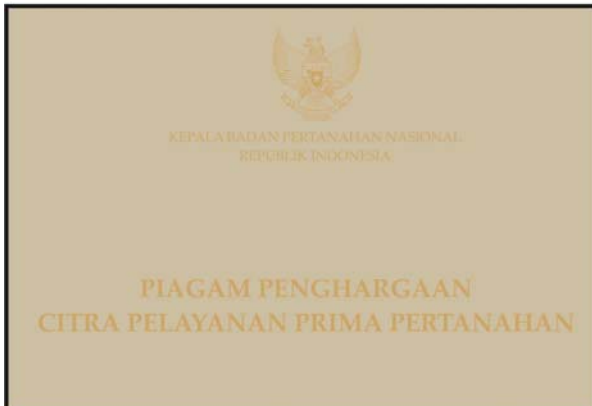 KEPALA BADAN PERTANAHAN NASIONAL
REPUBLIK INDONESIA
PIAGAM PENGHARGAAN
CITRA PELAYANAN PRIMA PERTANAHAN